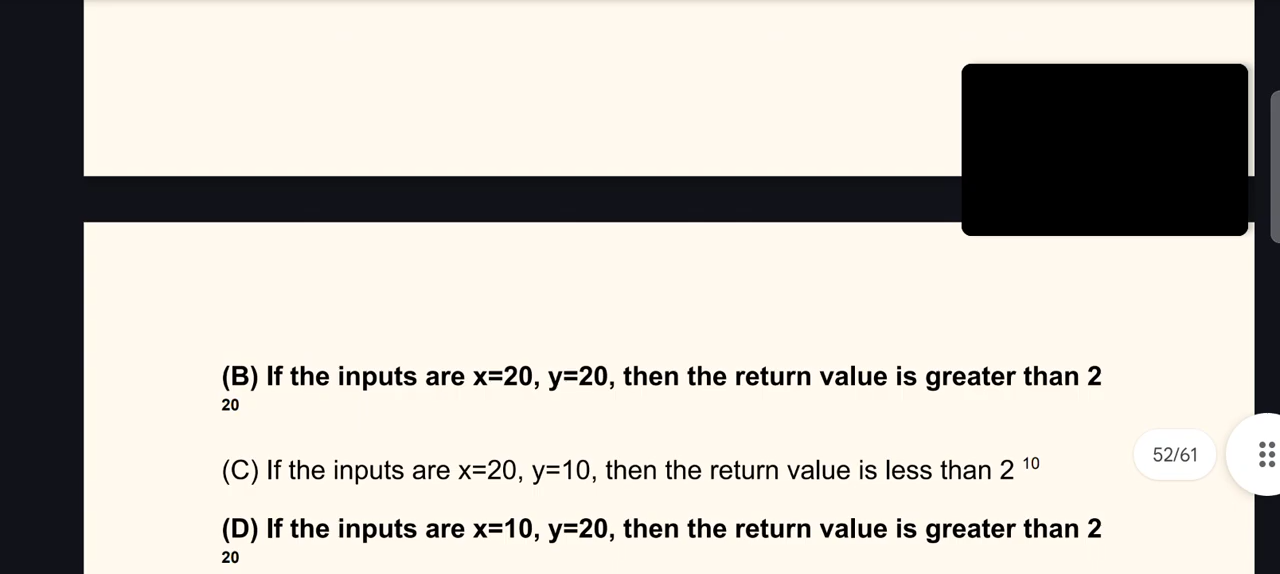 (B) If the inputs are x=20, y=20, then the return value is greater than 2
20
(C) If the inputs are x=20, y=10, then the return value is less than 2 10
52/61
(D) If the inputs are x=10, y=20, then the return value is greater than 2
20